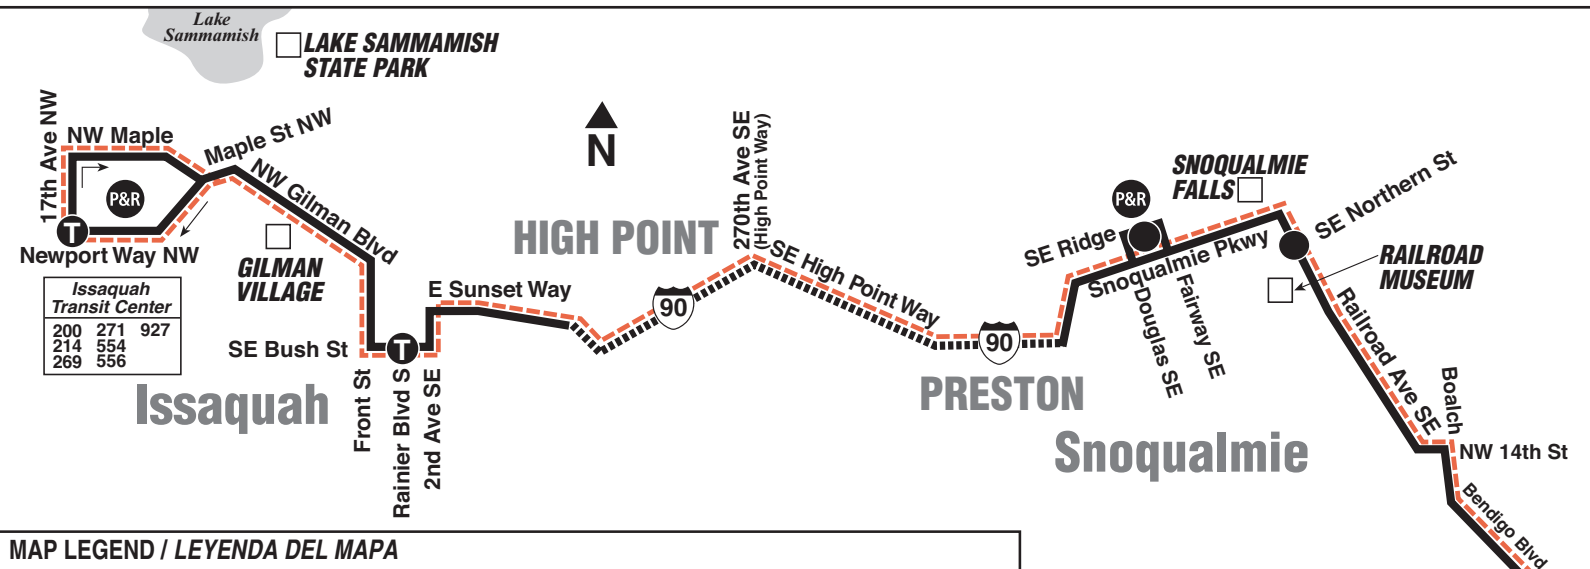 Lake
Sammamish
LAKE SAMMAMISH
STATE PARK
17th Ave NW
NW Maple
Maple St NW
P&R
T
Newport Way NW
NW Gilman Blvd
GILMAN
VILLAGE
Issaquah
Transit Center
200 271 927
214 554
269 556
Issaquah
SE Bush St
T
Front St
Rainier Blvd S
2nd Ave SE
E Sunset Way
N
HIGH POINT
90
270th Ave SE
(High Point Way)
SE High Point Way
90
PRESTON
SE Ridge
P&R
Snoqualmie Pkwy
Douglas SE
Fairway SE
SNOQUALMIE
FALLS
SE Northern St
RAILROAD
MUSEUM
Railroad Ave SE
Snoqualmie
Boalch
NW 14th St
Bendigo Blvd
MAP LEGEND / LEYENDA DEL MAPA